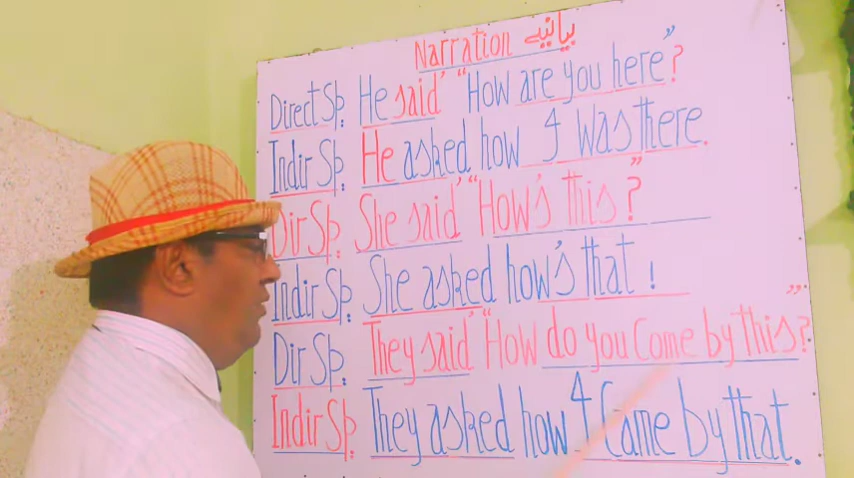 Narration بیانیے
Direct Sp. He said' "How are you here"?
Indir Sp. He asked how I was there.
Dir Sp. She said' "How's this"?
Indir Sp. She asked how's that !
Dir Sp. They said' "How do you Come by this"?
Indir Sp. They asked how I Came by that.